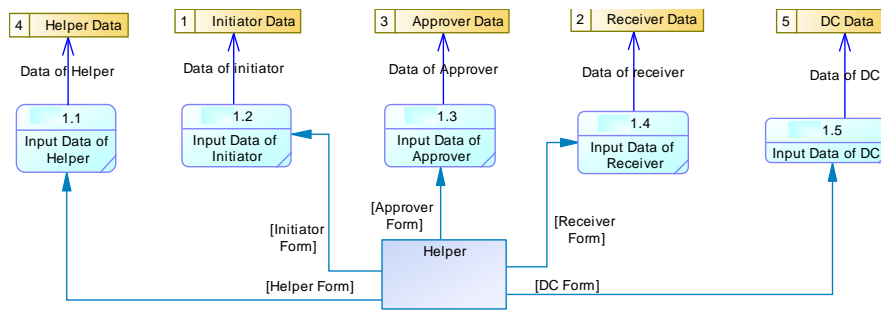 4 Helper Data
1 Initiator Data
3 Approver Data
2 Receiver Data
5 DC Data
Data of Helper
Data of initiator
Data of Approver
Data of receiver
Data of DC
1.1
Input Data of
Helper
1.2
Input Data of
Initiator
1.3
Input Data of
Approver
1.4
Input Data of
Receiver
1.5
Input Data of DC
[Initiator
Form]
[Approver
Form]
[Receiver
Form]
Helper
[Helper Form]
[DC Form]